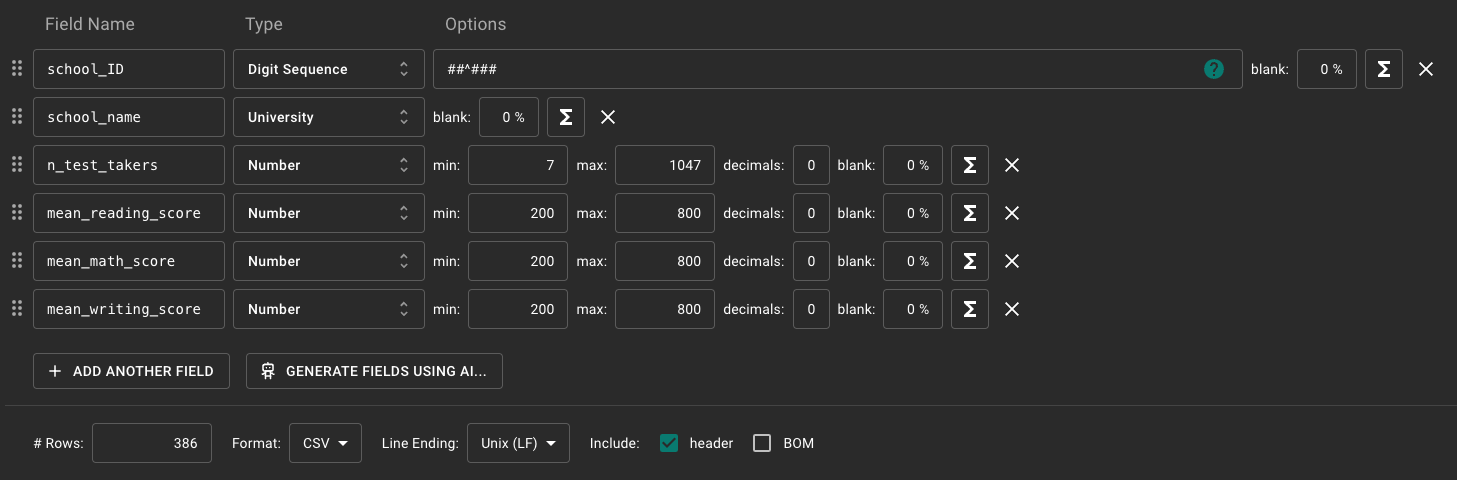 Field Name Type Options
school_ID Digit Sequence ##^### ? blank: 0 % Σ
school_name University blank: 0 % Σ
n_test_takers Number min: 7 max: 1047 decimals: 0 blank: 0 % Σ
mean_reading_score Number min: 200 max: 800 decimals: 0 blank: 0 % Σ
mean_math_score Number min: 200 max: 800 decimals: 0 blank: 0 % Σ
mean_writing_score Number min: 200 max: 800 decimals: 0 blank: 0 % Σ
+ ADD ANOTHER FIELD GENERATE FIELDS USING AI...
# Rows: 386 Format: CSV Line Ending: Unix (LF) Include: header BOM